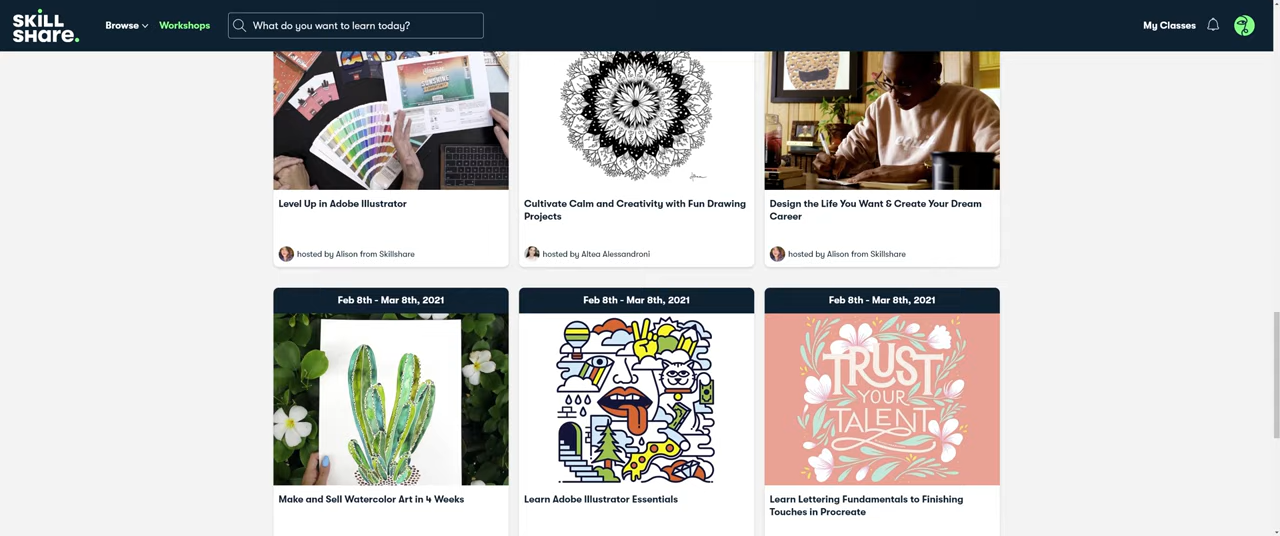 SKILL
SHARE.
Browse
Workshops
What do you want to learn today?
My Classes
Level Up in Adobe Illustrator
hosted by Alison from Skillshare
Cultivate Calm and Creativity with Fun Drawing
Projects
hosted by Altea Alessandroni
Design the Life You Want & Create Your Dream
Career
hosted by Alison from Skillshare
Feb 8th - Mar 8th, 2021
Make and Sell Watercolor Art in 4 Weeks
Feb 8th - Mar 8th, 2021
Learn Adobe Illustrator Essentials
Feb 8th - Mar 8th, 2021
TRUST
YOUR
TALENT
Learn Lettering Fundamentals to Finishing
Touches in Procreate